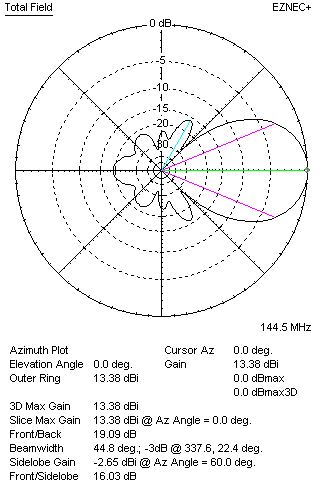 Total Field EZNEC+
0 dB
-5
-10
-15
-20
-30
144.5 MHz
Azimuth Plot Cursor Az 0.0 deg.
Elevation Angle 0.0 deg. Gain 13.38 dBi
Outer Ring 13.38 dBi 0.0 dBmax
0.0 dBmax3D
3D Max Gain 13.38 dBi
Slice Max Gain 13.38 dBi @ Az Angle = 0.0 deg.
Front/Back 19.09 dB
Beamwidth 44.8 deg.; -3dB @ 337.6, 22.4 deg.
Sidelobe Gain -2.65 dBi @ Az Angle = 60.0 deg.
Front/Sidelobe 16.03 dB